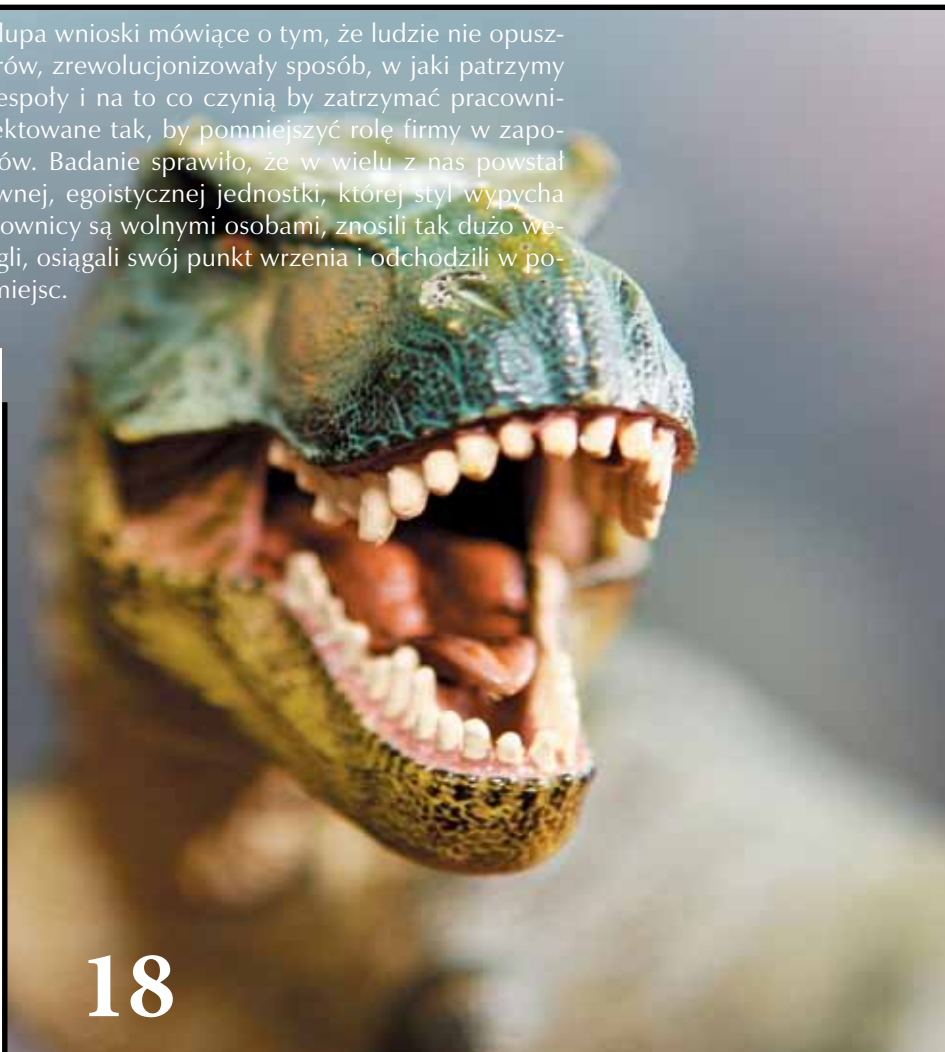 lupa wnioski mówiące o tym, że ludzie nie opusz-
rów, zrewolucjonizowały sposób, w jaki patrzymy
espoły i na to co czynią by zatrzymać pracowni-
ektowane tak, by pomniejszyć rolę firmy w zapo-
ów. Badanie sprawiło, że w wielu z nas powstał
wnej, egoistycznej jednostki, której styl wypycha
ownicy są wolnymi osobami, znosili tak dużo we-
gli, osiągali swój punkt wrzenia i odchodzili w po-
miejsc.
18